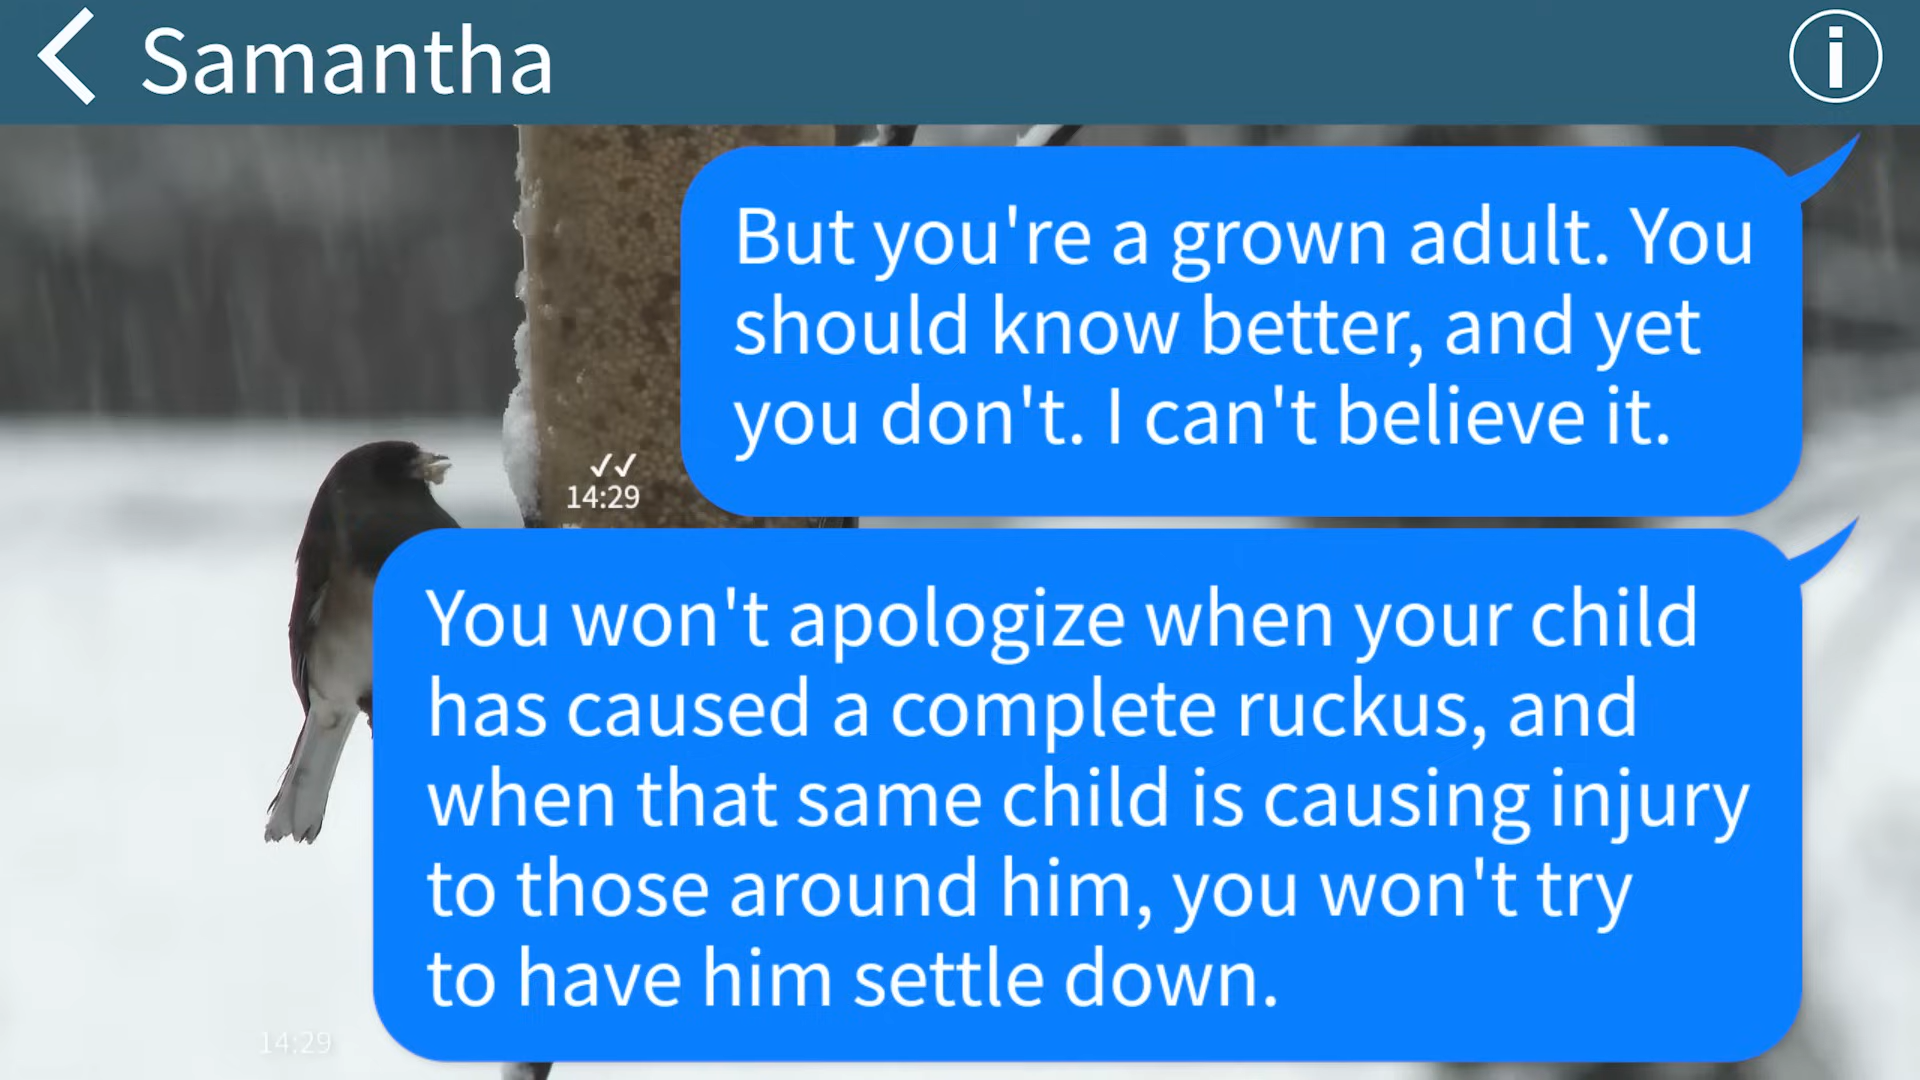 Samantha
But you're a grown adult. You
should know better, and yet
you don't. I can't believe it.
14:29
You won't apologize when your child
has caused a complete ruckus, and
when that same child is causing injury
to those around him, you won't try
to have him settle down.
14:29